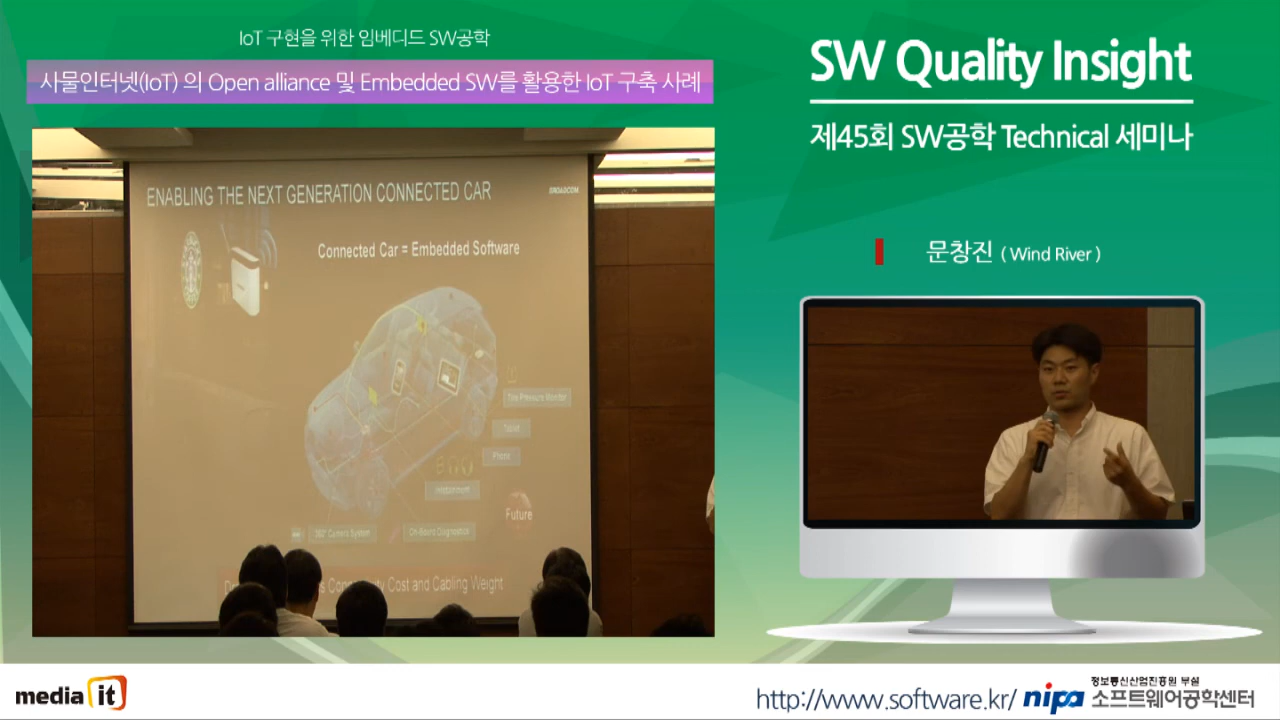 IoT 구현을 위한 임베디드 SW공학
사물인터넷(IoT) 의 Open alliance 및 Embedded SW를 활용한 IoT 구축 사례
SW Quality Insight
제45회 SW공학 Technical 세미나
문창진 ( Wind River )
ENABLING THE NEXT GENERATION CONNECTED CAR
BROADCOM
Connected Car = Embedded Software
Tire Pressure Monitor
Phone
Infotainment
Future
360° Camera System
On-Board Diagnostics
Cost and Cabling Weight
media it
http://www.software.kr/
nipa
정보통신산업진흥원 부설
소프트웨어공학센터